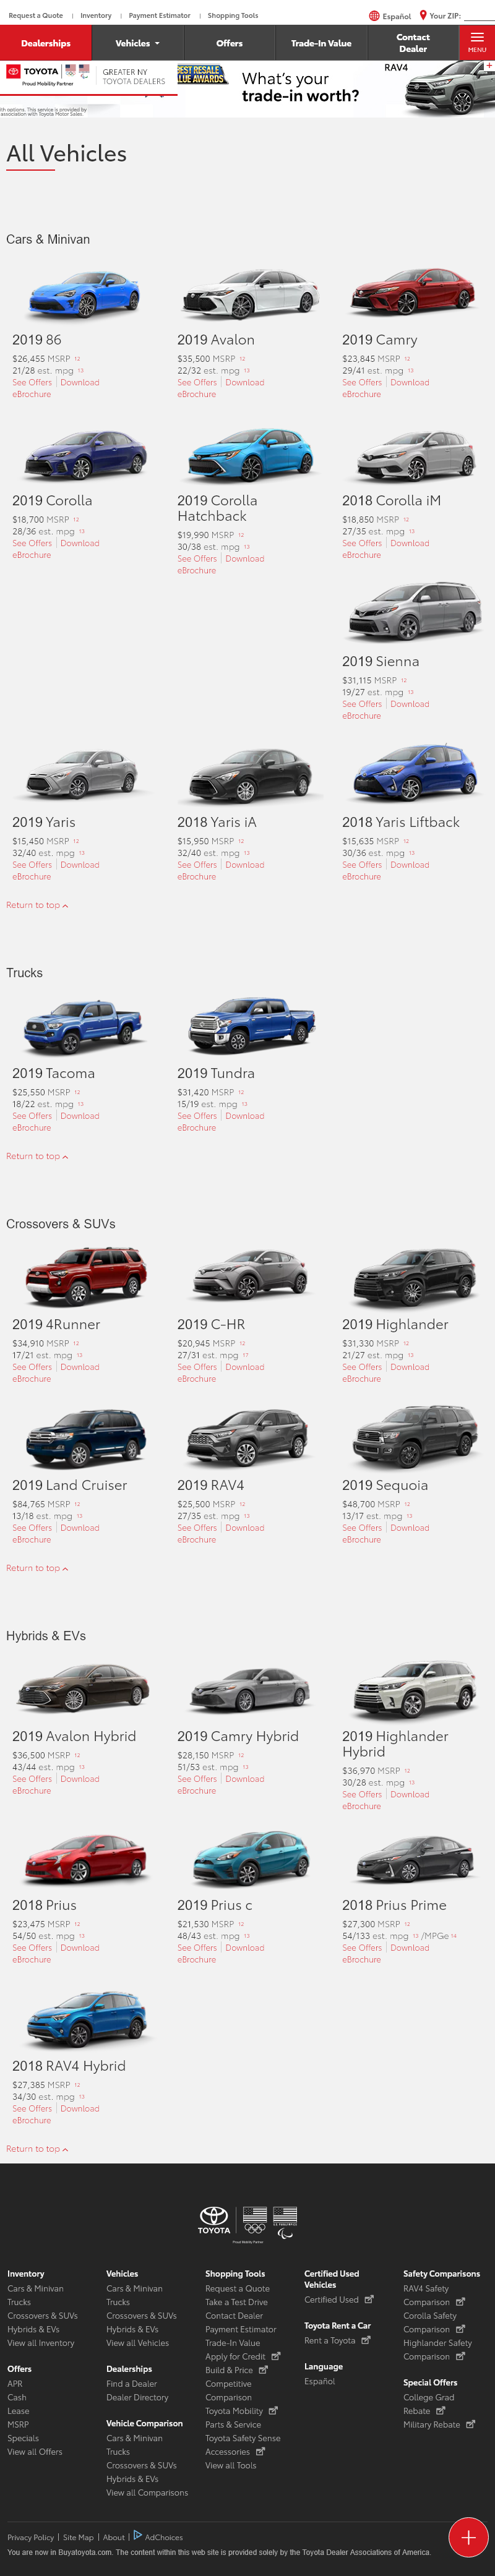 Request a Quote | Inventory | Payment Estimator | Shopping Tools
Español Your ZIP:
Dealerships
Vehicles
Offers
Trade-In Value
Contact
Dealer
MENU
TOYOTA
Proud Mobility Partner
GREATER NY
TOYOTA DEALERS
BEST RESALE
VALUE AWARDS
What's your
trade-in worth?
RAV4
th options. This service is provided by
association with Toyota Motor Sales.
All Vehicles
Cars & Minivan
2019 86
$26,455 MSRP 12
21/28 est. mpg 13
See Offers | Download
eBrochure
2019 Avalon
$35,500 MSRP 12
22/32 est. mpg 13
See Offers | Download
eBrochure
2019 Camry
$23,845 MSRP 12
29/41 est. mpg 13
See Offers | Download
eBrochure
2019 Corolla
$18,700 MSRP 12
28/36 est. mpg 13
See Offers | Download
eBrochure
2019 Corolla
Hatchback
$19,990 MSRP 12
30/38 est. mpg 13
See Offers | Download
eBrochure
2018 Corolla iM
$18,850 MSRP 12
27/35 est. mpg 13
See Offers | Download
eBrochure
2019 Sienna
$31,115 MSRP 12
19/27 est. mpg 13
See Offers | Download
eBrochure
2019 Yaris
$15,450 MSRP 12
32/40 est. mpg 13
See Offers | Download
eBrochure
2018 Yaris iA
$15,950 MSRP 12
32/40 est. mpg 13
See Offers | Download
eBrochure
2018 Yaris Liftback
$15,635 MSRP 12
30/36 est. mpg 13
See Offers | Download
eBrochure
Return to top
Trucks
2019 Tacoma
$25,550 MSRP 12
18/22 est. mpg 13
See Offers | Download
eBrochure
2019 Tundra
$31,420 MSRP 12
15/19 est. mpg 13
See Offers | Download
eBrochure
Return to top
Crossovers & SUVs
2019 4Runner
$34,910 MSRP 12
17/21 est. mpg 13
See Offers | Download
eBrochure
2019 C-HR
$20,945 MSRP 12
27/31 est. mpg 17
See Offers | Download
eBrochure
2019 Highlander
$31,330 MSRP 12
21/27 est. mpg 13
See Offers | Download
eBrochure
2019 Land Cruiser
$84,765 MSRP 12
13/18 est. mpg 13
See Offers | Download
eBrochure
2019 RAV4
$25,500 MSRP 12
27/35 est. mpg 13
See Offers | Download
eBrochure
2019 Sequoia
$48,700 MSRP 12
13/17 est. mpg 13
See Offers | Download
eBrochure
Return to top
Hybrids & EVs
2019 Avalon Hybrid
$36,500 MSRP 12
43/44 est. mpg 13
See Offers | Download
eBrochure
2019 Camry Hybrid
$28,150 MSRP 12
51/53 est. mpg 13
See Offers | Download
eBrochure
2019 Highlander
Hybrid
$36,970 MSRP 12
30/28 est. mpg 13
See Offers | Download
eBrochure
2018 Prius
$23,475 MSRP 12
54/50 est. mpg 13
See Offers | Download
eBrochure
2019 Prius c
$21,530 MSRP 12
48/43 est. mpg 13
See Offers | Download
eBrochure
2018 Prius Prime
$27,300 MSRP 12
54/133 est. mpg 13 /MPGe 14
See Offers | Download
eBrochure
2018 RAV4 Hybrid
$27,385 MSRP 12
34/30 est. mpg 13
See Offers | Download
eBrochure
Return to top
TOYOTA
Proud Mobility Partner
Inventory
Cars & Minivan
Trucks
Crossovers & SUVs
Hybrids & EVs
View all Inventory
Offers
APR
Cash
Lease
MSRP
Specials
View all Offers
Vehicles
Cars & Minivan
Trucks
Crossovers & SUVs
Hybrids & EVs
View all Vehicles
Dealerships
Find a Dealer
Dealer Directory
Vehicle Comparison
Cars & Minivan
Trucks
Crossovers & SUVs
Hybrids & EVs
View all Comparisons
Shopping Tools
Request a Quote
Take a Test Drive
Contact Dealer
Payment Estimator
Trade-In Value
Apply for Credit
Build & Price
Competitive
Comparison
Toyota Mobility
Parts & Service
Toyota Safety Sense
Accessories
View all Tools
Certified Used
Vehicles
Certified Used
Toyota Rent a Car
Rent a Toyota
Language
Español
Safety Comparisons
RAV4 Safety
Comparison
Corolla Safety
Comparison
Highlander Safety
Comparison
Special Offers
College Grad
Rebate
Military Rebate
Privacy Policy | Site Map | About | AdChoices
You are now in Buyatoyota.com. The content within this web site is provided solely by the Toyota Dealer Associations of America.